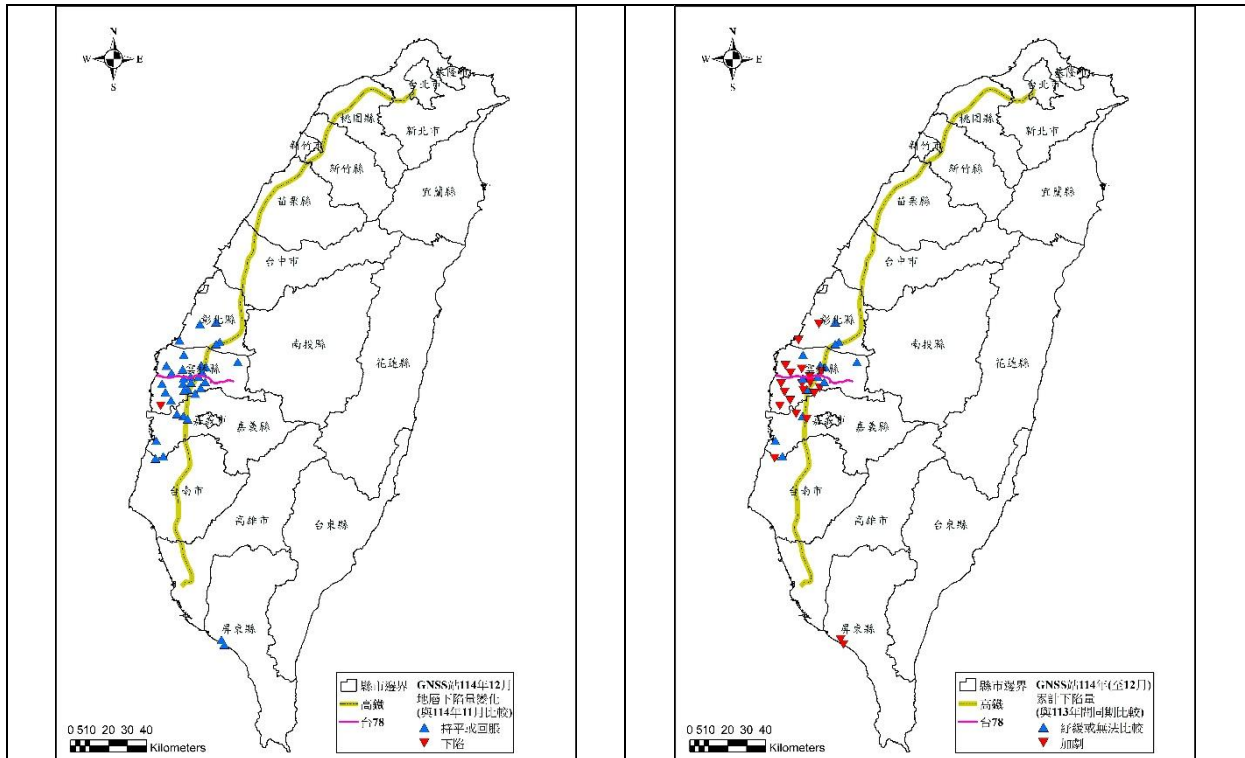 N
W E
S
基隆市
台北市
桃園縣
新北市
新竹市
新竹縣
宜蘭縣
苗栗縣
台中市
彰化縣
南投縣
花蓮縣
雲林縣
嘉義市
嘉義縣
台南市
高雄市
台東縣
屏東縣
縣市邊界
高鐵
台78
GNSS站114年12月
地層下陷量變化
(與114年11月比較)
持平或回脹
下陷
0 5 10 20 30 40
Kilometers
N
W E
S
基隆市
台北市
桃園縣
新北市
新竹市
新竹縣
宜蘭縣
苗栗縣
台中市
彰化縣
南投縣
花蓮縣
雲林縣
嘉義市
嘉義縣
台南市
高雄市
台東縣
屏東縣
縣市邊界
高鐵
台78
GNSS站114年(至12月)
累計下陷量
(與113年間同期比較)
紓緩或無法比較
加劇
0 5 10 20 30 40
Kilometers